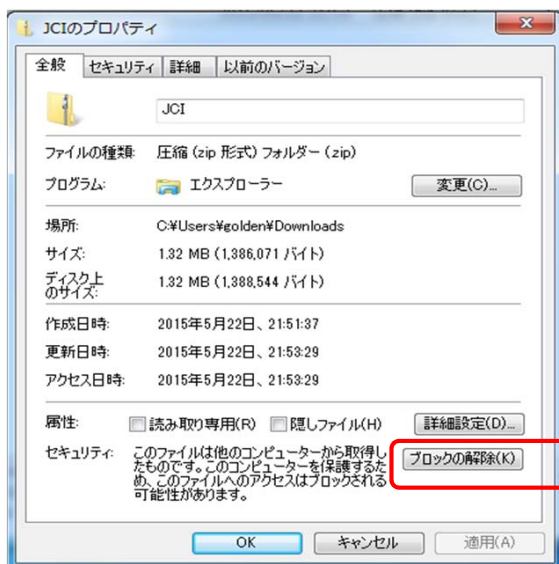 JCIのプロパティ
全般 セキュリティ 詳細 以前のバージョン
JCI
ファイルの種類: 圧縮 (zip 形式) フォルダー (.zip)
プログラム: エクスプローラー 変更(C)...
場所: C:¥Users¥golden¥Downloads
サイズ: 1.32 MB (1,386,071 バイト)
ディスク上
のサイズ: 1.32 MB (1,388,544 バイト)
作成日時: 2015年5月22日、21:51:37
更新日時: 2015年5月22日、21:53:29
アクセス日時: 2015年5月22日、21:53:29
属性: 読み取り専用(R) 隠しファイル(H) 詳細設定(D)...
セキュリティ: このファイルは他のコンピューターから取得し
たものです。このコンピューターを保護するた
め、このファイルへのアクセスはブロックされる
可能性があります。
ブロックの解除(K)
OK キャンセル 適用(A)